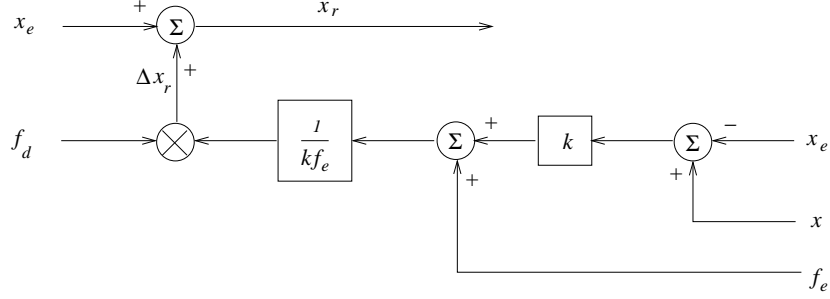 x_e + Σ x_r
Δx_r +
f_d 1 + k − x_e
kf_e Σ Σ
+ +
x
f_e